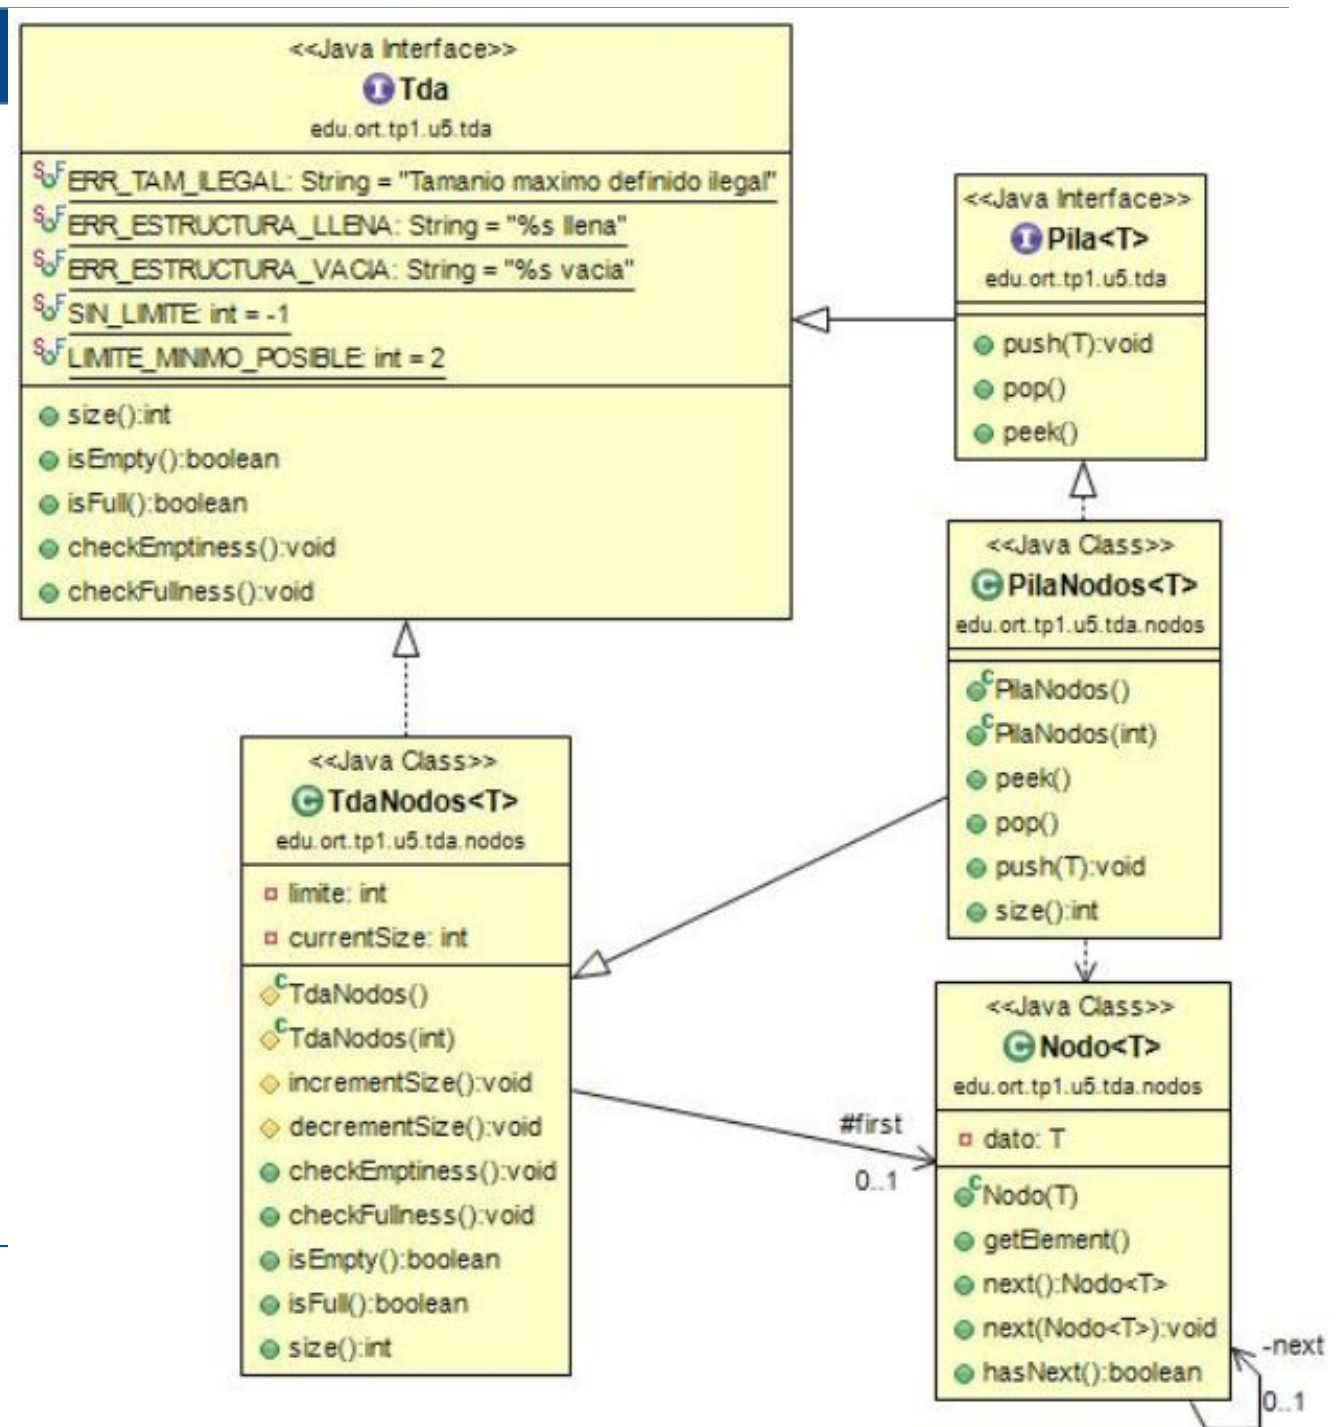 <<Java Interface>>
Tda
edu.ort.tp1.u5.tda
ERR_TAM_ILEGAL: String = "Tamanio maximo definido ilegal"
ERR_ESTRUCTURA_LLENA: String = "%s llena"
ERR_ESTRUCTURA_VACIA: String = "%s vacia"
SIN_LIMITE: int = -1
LIMITE_MINIMO_POSIBLE: int = 2
size():int
isEmpty():boolean
isFull():boolean
checkEmptiness():void
checkFullness():void
<<Java Interface>>
Pila<T>
edu.ort.tp1.u5.tda
push(T):void
pop()
peek()
<<Java Class>>
PilaNodos<T>
edu.ort.tp1.u5.tda.nodos
PilaNodos()
PilaNodos(int)
peek()
pop()
push(T):void
size():int
<<Java Class>>
TdaNodos<T>
edu.ort.tp1.u5.tda.nodos
limite: int
currentSize: int
TdaNodos()
TdaNodos(int)
incrementSize():void
decrementSize():void
checkEmptiness():void
checkFullness():void
isEmpty():boolean
isFull():boolean
size():int
#first
0..1
<<Java Class>>
Nodo<T>
edu.ort.tp1.u5.tda.nodos
dato: T
Nodo(T)
getElement()
next():Nodo<T>
next(Nodo<T>):void
hasNext():boolean
-next
0..1